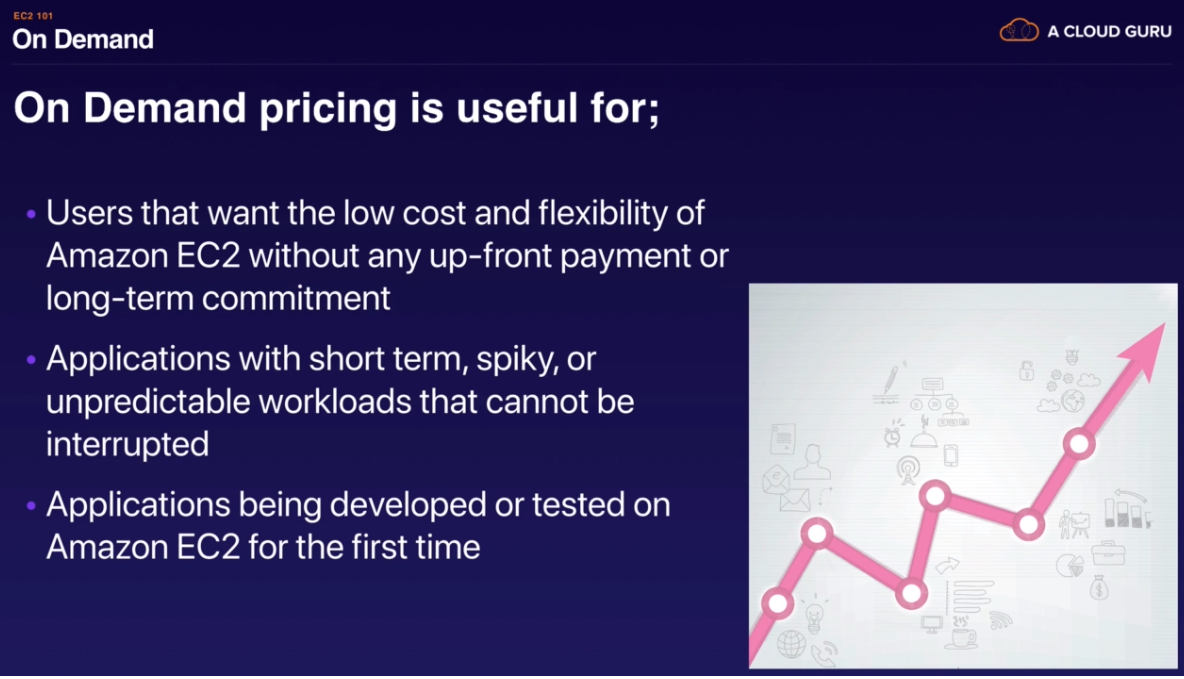 EC2 101
On Demand
A CLOUD GURU
On Demand pricing is useful for;
• Users that want the low cost and flexibility of
Amazon EC2 without any up-front payment or
long-term commitment
• Applications with short term, spiky, or
unpredictable workloads that cannot be
interrupted
• Applications being developed or tested on
Amazon EC2 for the first time